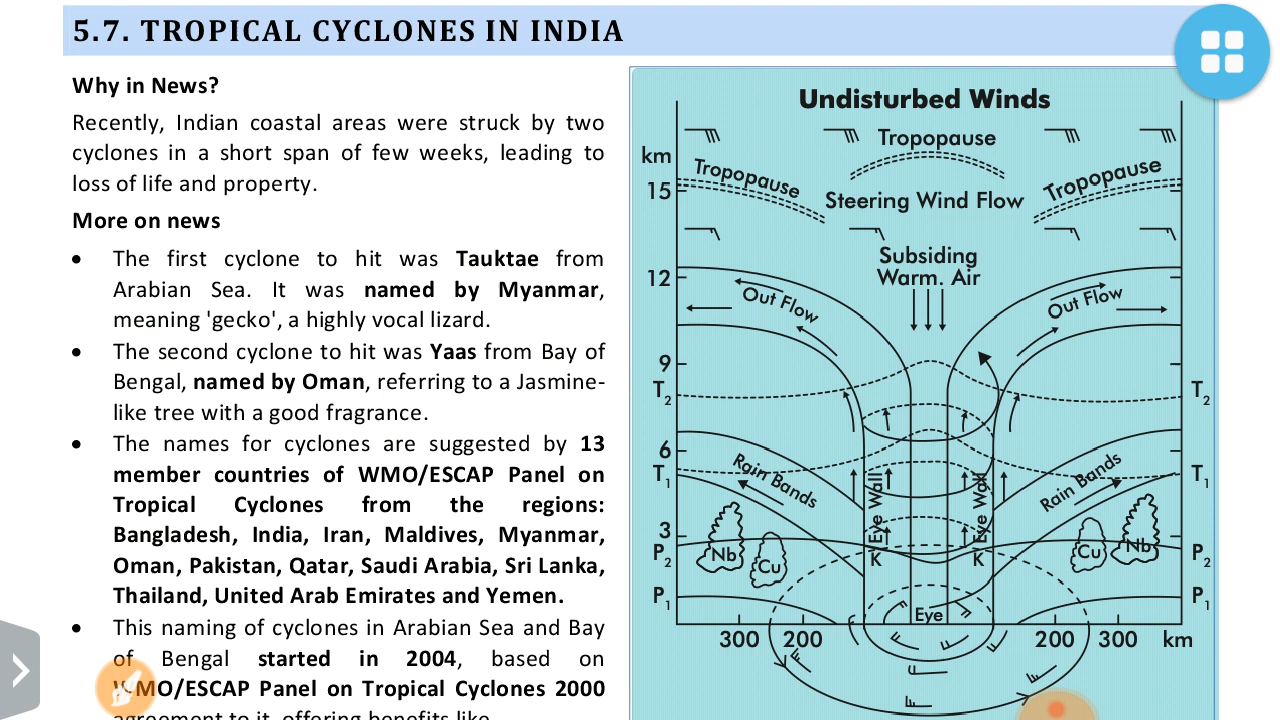 5.7. TROPICAL CYCLONES IN INDIA
Why in News?
Recently, Indian coastal areas were struck by two
cyclones in a short span of few weeks, leading to
loss of life and property.
More on news
• The first cyclone to hit was Tauktae from
Arabian Sea. It was named by Myanmar,
meaning 'gecko', a highly vocal lizard.
• The second cyclone to hit was Yaas from Bay of
Bengal, named by Oman, referring to a Jasmine-
like tree with a good fragrance.
• The names for cyclones are suggested by 13
member countries of WMO/ESCAP Panel on
Tropical Cyclones from the regions:
Bangladesh, India, Iran, Maldives, Myanmar,
Oman, Pakistan, Qatar, Saudi Arabia, Sri Lanka,
Thailand, United Arab Emirates and Yemen.
• This naming of cyclones in Arabian Sea and Bay
of Bengal started in 2004, based on
WMO/ESCAP Panel on Tropical Cyclones 2000
agreement to it, offering benefits like
Undisturbed Winds
Tropopause
km
Tropopause
Tropopause
15
Steering Wind Flow
Subsiding
Warm. Air
12
Out Flow
Out Flow
9
T2
T2
6
T1
T1
Rain Bands
Rain Bands
Eye Wall
Eye Wall
3
P2
P2
Nb
Cu
K
K
Cu
Nb
P1
P1
Eye
300 200
200 300 km